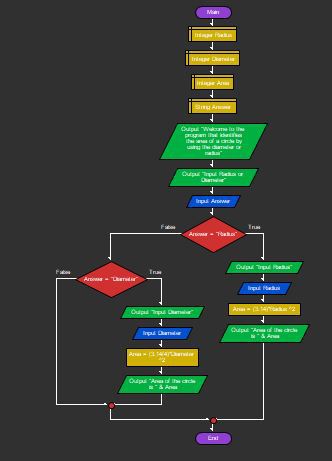 Main
Integer Radius
Integer Diameter
Integer Area
String Answer
Output "Welcome to the
program that identifies
the area of a circle by
using the diameter or
radius"
Output "Input Radius or
Diameter"
Input Answer
False
True
Answer = "Radius"
False
True
Answer = "Diameter"
Output "Input Diameter"
Input Diameter
Area = (3.14/4)*Diameter
^2
Output "Area of the circle
is " & Area
Output "Input Radius"
Input Radius
Area = (3.14)*Radius ^2
Output "Area of the circle
is " & Area
End